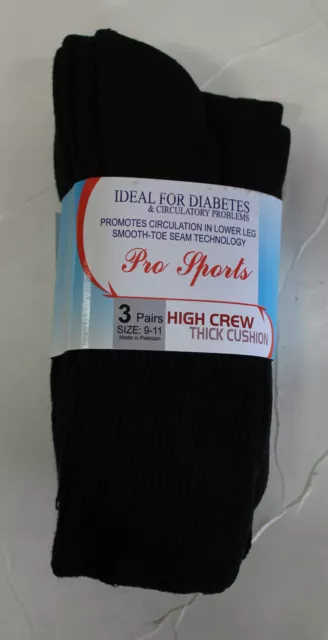 IDEAL FOR DIABETES
& CIRCULATORY PROBLEMS
PROMOTES CIRCULATION IN LOWER LEG
SMOOTH-TOE SEAM TECHNOLOGY
Pro Sports
3 Pairs
SIZE: 9-11
Made in Pakistan
HIGH CREW
THICK CUSHION